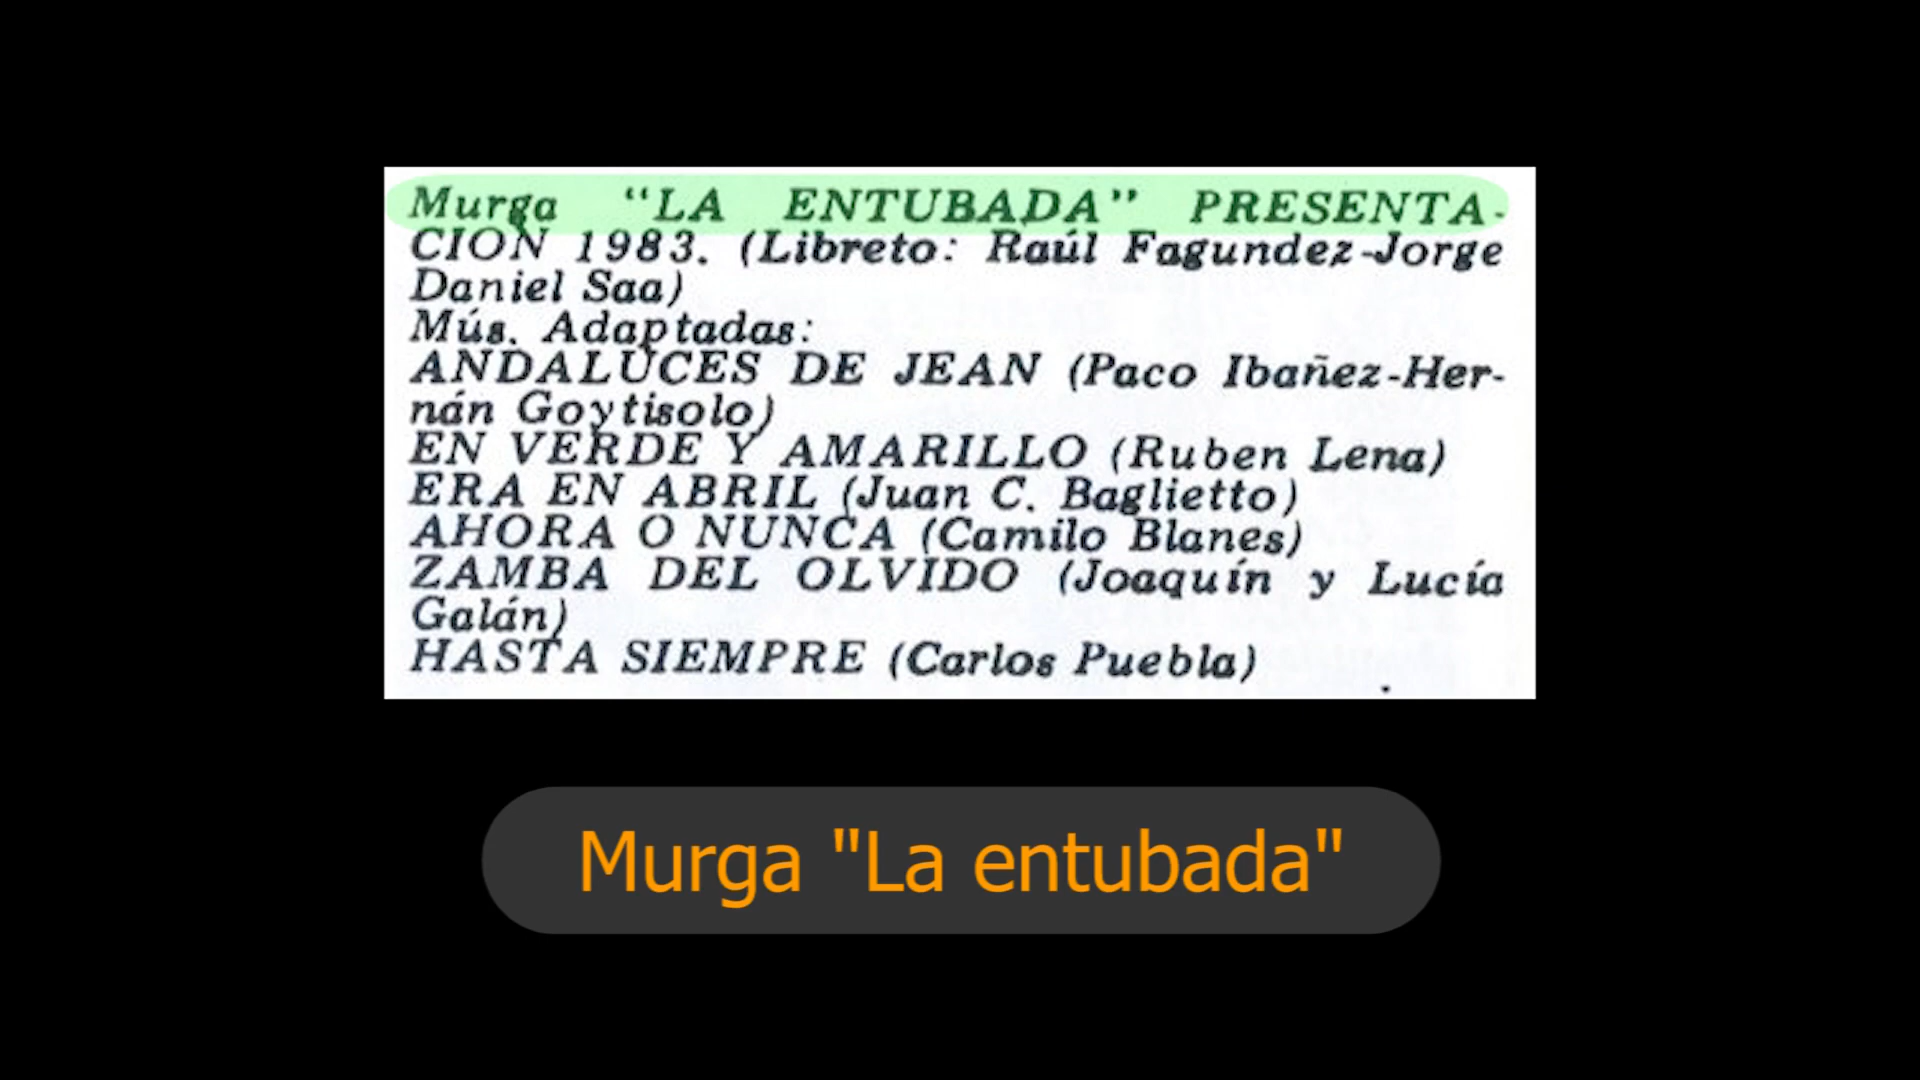 Murga “LA ENTUBADA” PRESENTA-
CION 1983. (Libreto: Raúl Fagundez-Jorge
Daniel Saa)
Mús. Adaptadas:
ANDALUCES DE JEAN (Paco Ibañez-Her-
nán Goytisolo)
EN VERDE Y AMARILLO (Ruben Lena)
ERA EN ABRIL (Juan C. Baglietto)
AHORA O NUNCA (Camilo Blanes)
ZAMBA DEL OLVIDO (Joaquín y Lucía
Galán)
HASTA SIEMPRE (Carlos Puebla)
Murga "La entubada"